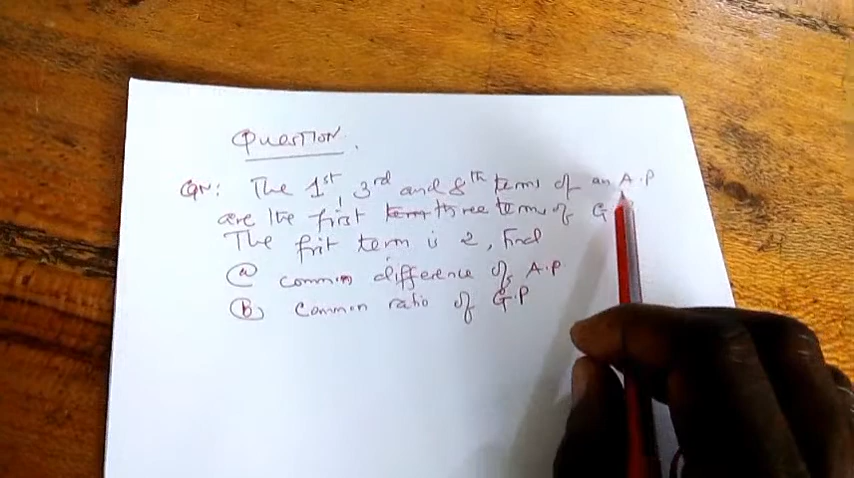 QUESTION.
QN: The 1st, 3rd and 8th terms of an A.P
are the first term three terms of G
The first term is 2, find
(a) common difference of A.P
(b) Common ratio of G.P